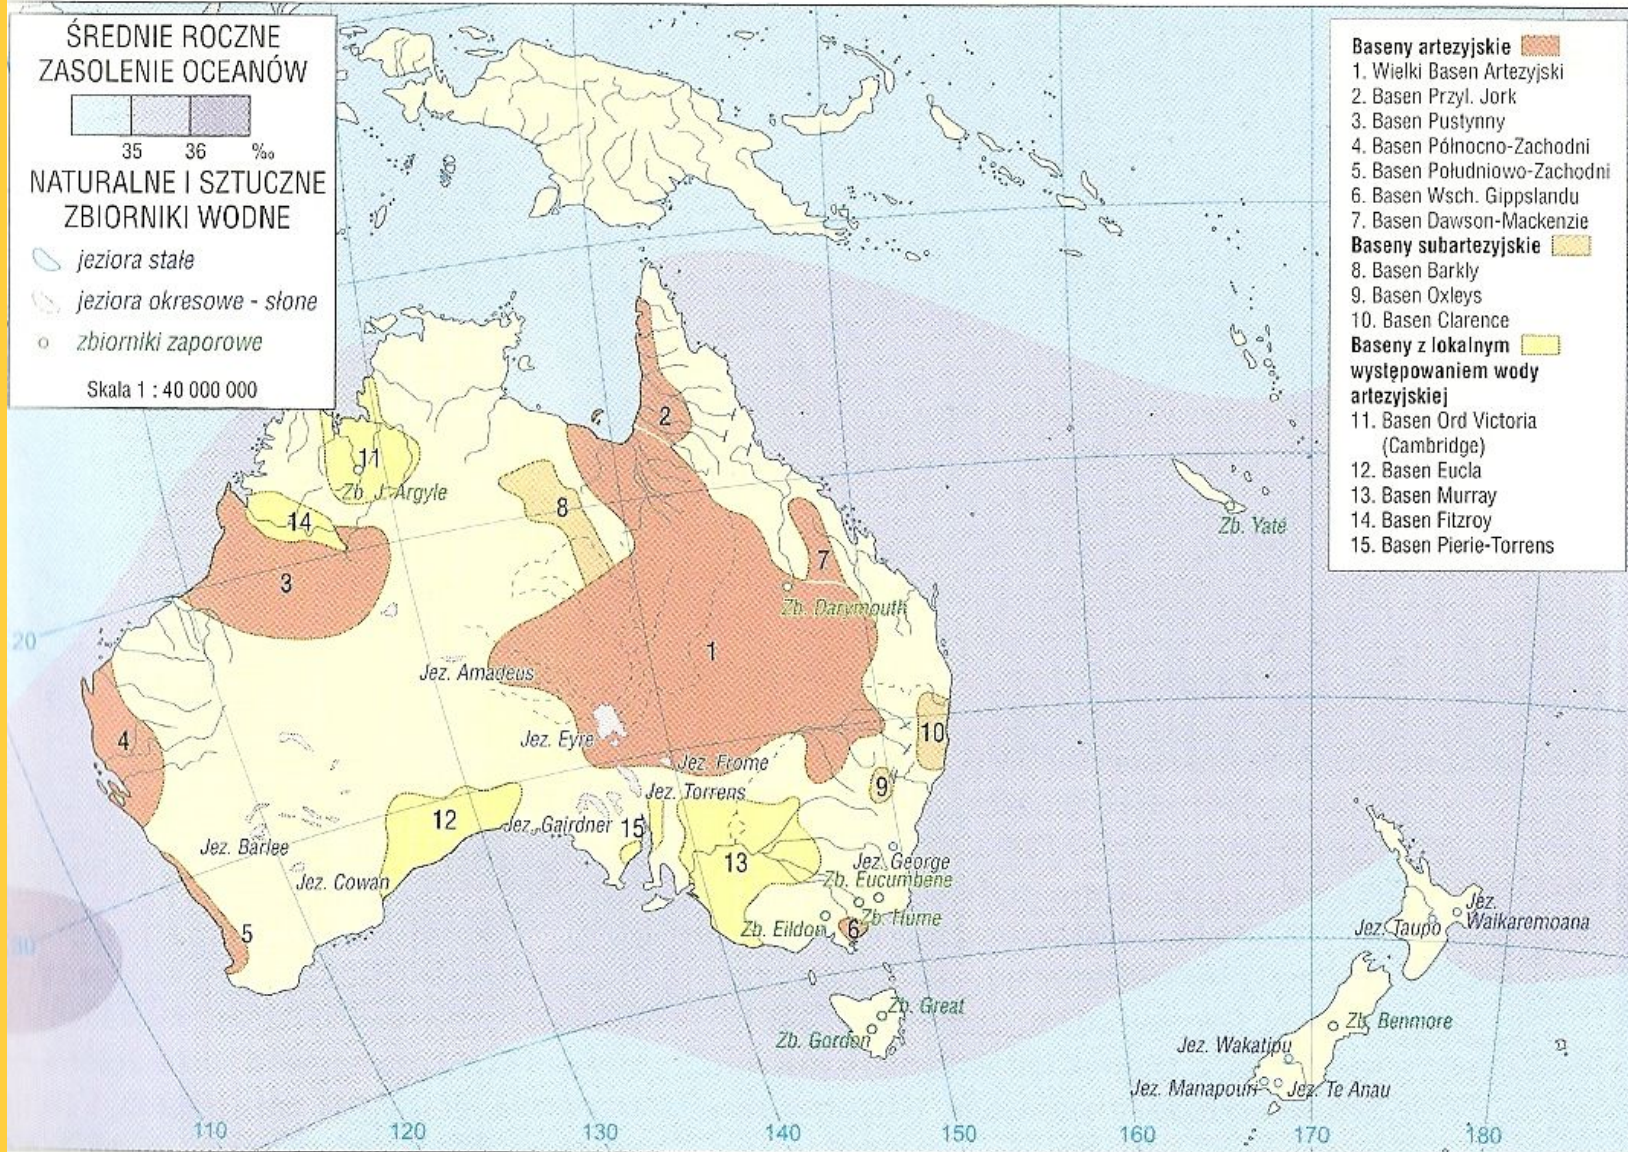 ŚREDNIE ROCZNE
ZASOLENIE OCEANÓW
35 36 ‰
NATURALNE I SZTUCZNE
ZBIORNIKI WODNE
jeziora stałe
jeziora okresowe - słone
zbiorniki zaporowe
Skala 1 : 40 000 000
Baseny artezyjskie
1. Wielki Basen Artezyjski
2. Basen Przyl. Jork
3. Basen Pustynny
4. Basen Północno-Zachodni
5. Basen Południowo-Zachodni
6. Basen Wsch. Gippslandu
7. Basen Dawson-Mackenzie
Baseny subartezyjskie
8. Basen Barkly
9. Basen Oxleys
10. Basen Clarence
Baseny z lokalnym
występowaniem wody
artezyjskiej
11. Basen Ord Victoria
(Cambridge)
12. Basen Eucla
13. Basen Murray
14. Basen Fitzroy
15. Basen Pierie-Torrens
2
11
Zb. J. Argyle
8
14
Zb. Yaté
7
3
Zb. Darymouth
20
1
Jez. Amadeus
4
Jez. Eyre
10
Jez. Frome
9
Jez. Torrens
12
Jez. Gairdner
15
Jez. Barlee
13
Jez. George
Jez. Cowan
Zb. Eucumbene
Zb. Hume
Zb. Eildon
6
5
30
Jez. Taupo
Jez.
Waikaremoana
Zb. Great
Zb. Gordon
Zb. Benmore
Jez. Wakatipu
Jez. Manapouri
Jez. Te Anau
110 120 130 140 150 160 170 180